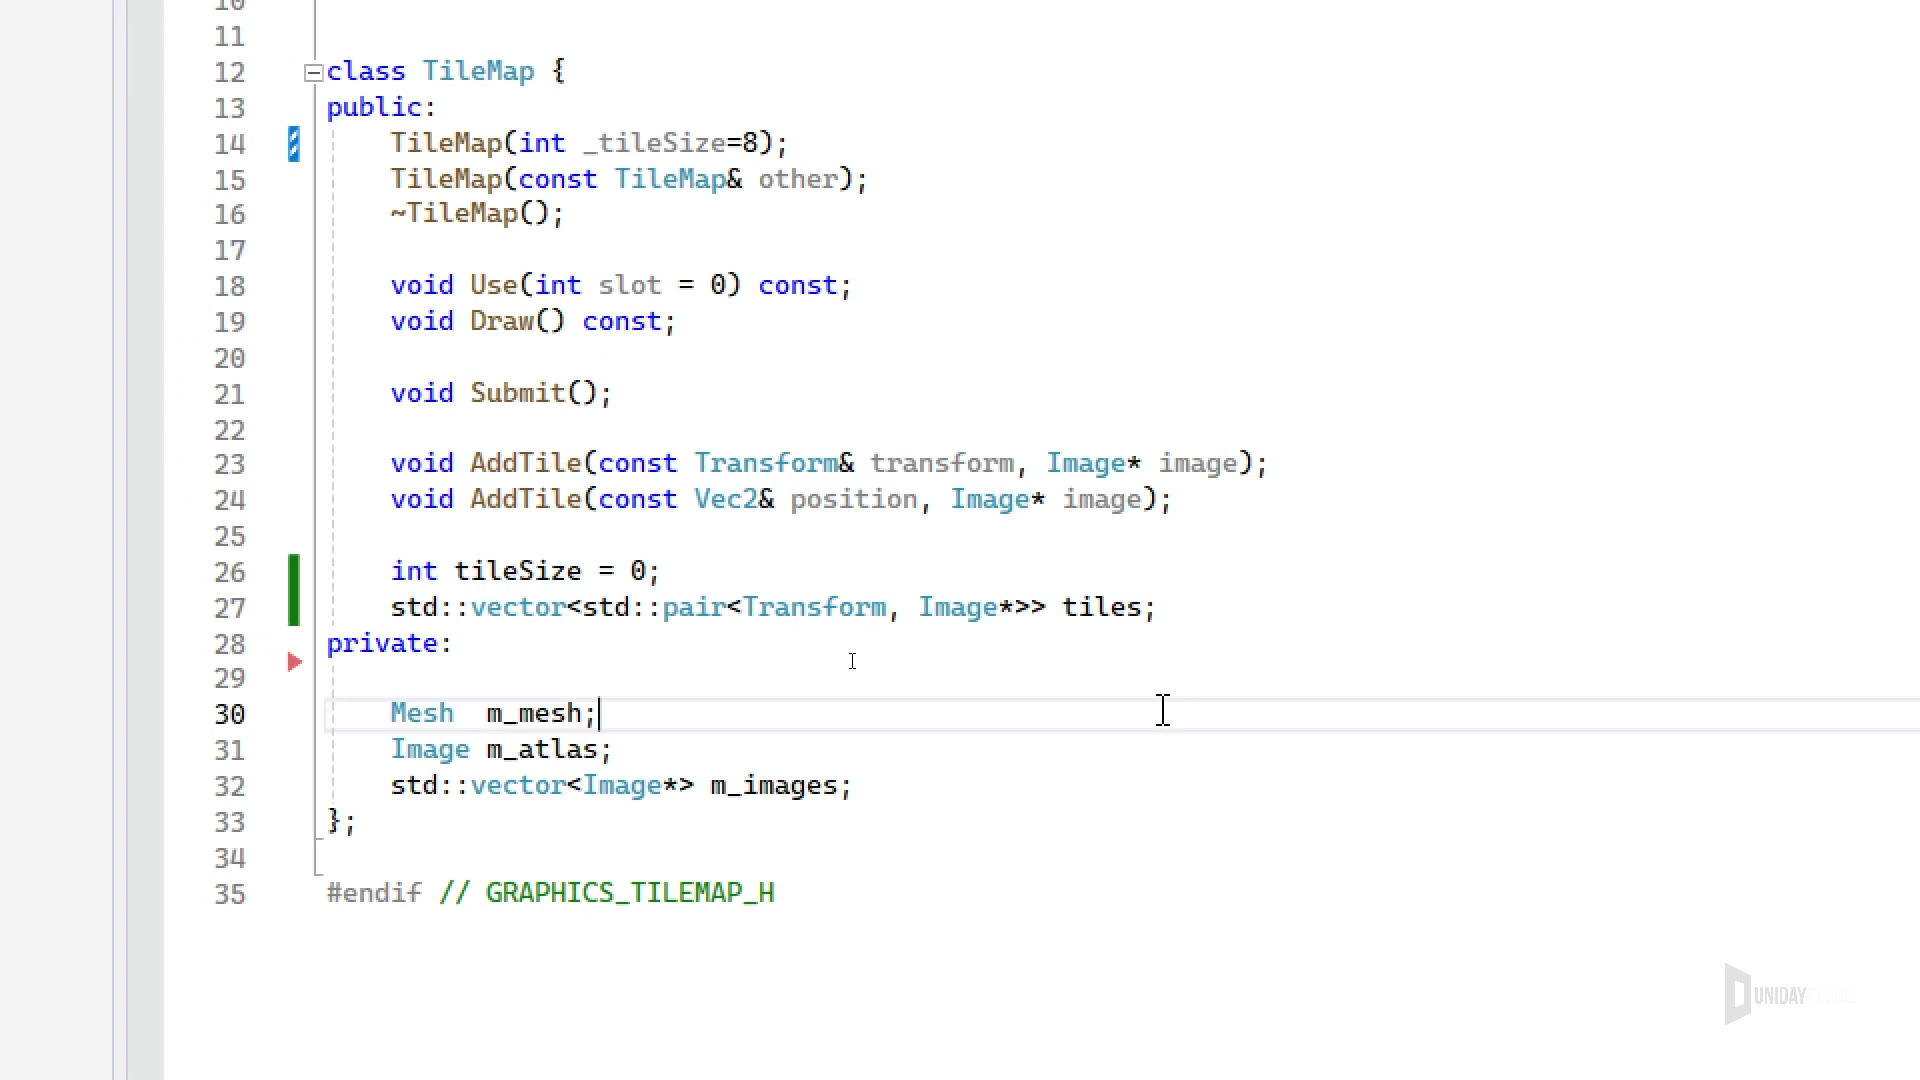 10
11
12 class TileMap {
13 public:
14 TileMap(int _tileSize=8);
15 TileMap(const TileMap& other);
16 ~TileMap();
17
18 void Use(int slot = 0) const;
19 void Draw() const;
20
21 void Submit();
22
23 void AddTile(const Transform& transform, Image* image);
24 void AddTile(const Vec2& position, Image* image);
25
26 int tileSize = 0;
27 std::vector<std::pair<Transform, Image*>> tiles;
28 private:
29
30 Mesh  m_mesh;
31 Image m_atlas;
32 std::vector<Image*> m_images;
33 };
34
35 #endif // GRAPHICS_TILEMAP_H
UNIDAY